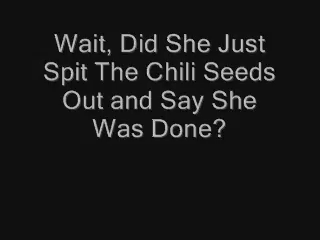 Wait, Did She Just
Spit The Chili Seeds
Out and Say She
Was Done?